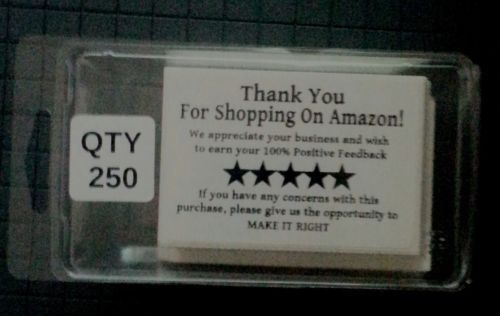 QTY
250
Thank You
For Shopping On Amazon!
We appreciate your business and wish
to earn your 100% Positive Feedback
★★★★★
If you have any concerns with this
purchase, please give us the opportunity to
MAKE IT RIGHT